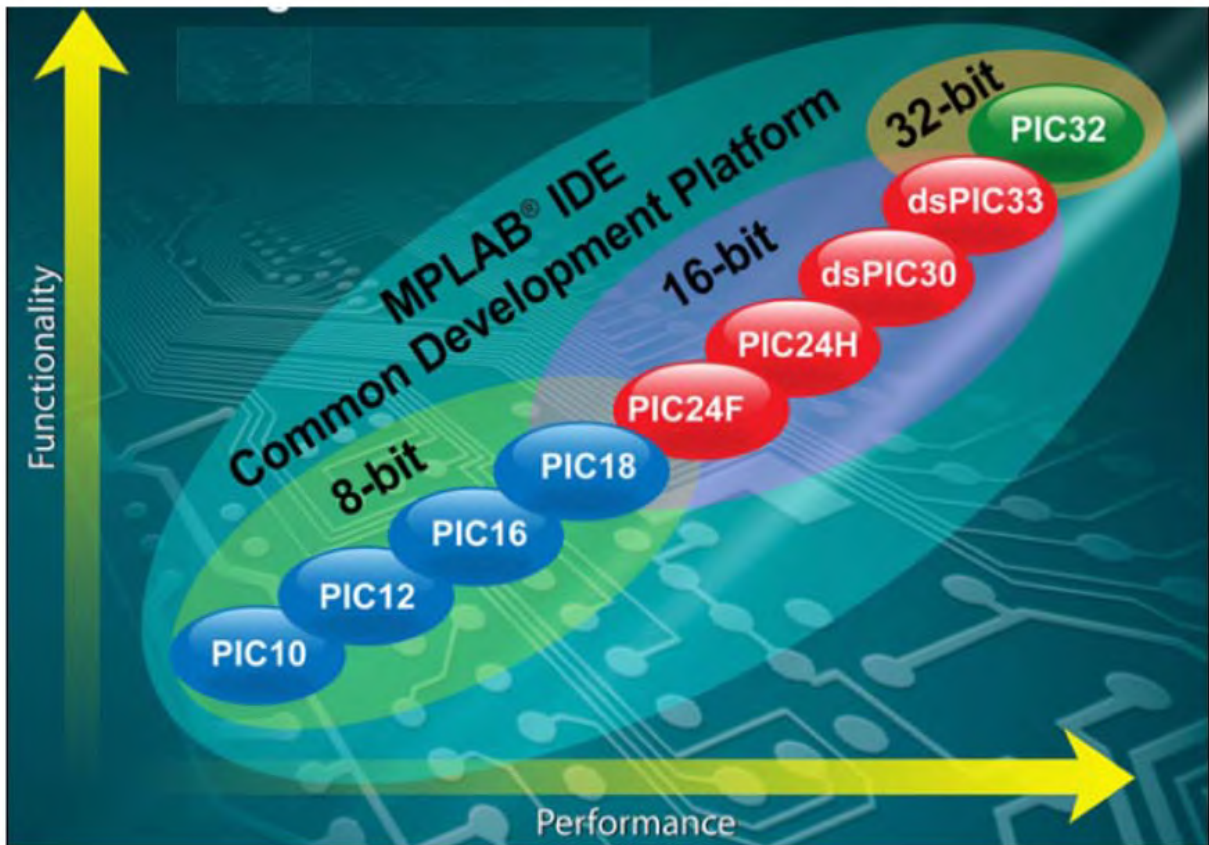 Functionality
MPLAB® IDE
Common Development Platform
32-bit
PIC32
dsPIC33
16-bit
dsPIC30
PIC24H
PIC24F
8-bit
PIC18
PIC16
PIC12
PIC10
Performance